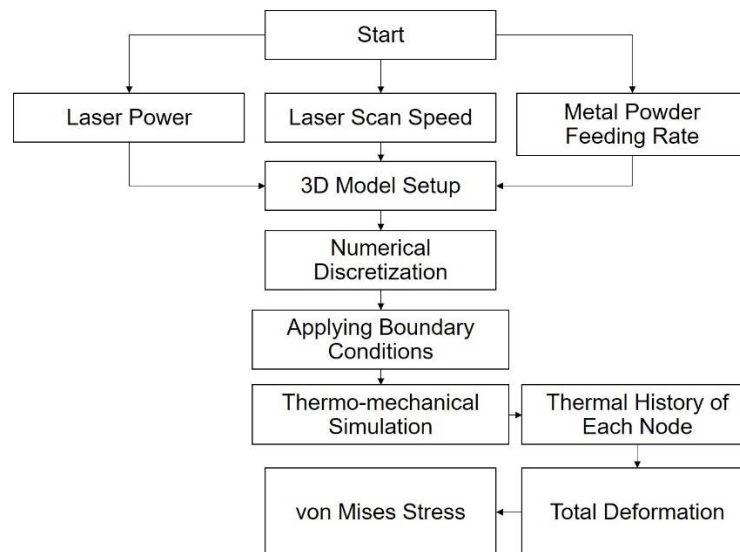 Start
Laser Power
Laser Scan Speed
Metal Powder
Feeding Rate
3D Model Setup
Numerical
Discretization
Applying Boundary
Conditions
Thermo-mechanical
Simulation
Thermal History of
Each Node
von Mises Stress
Total Deformation